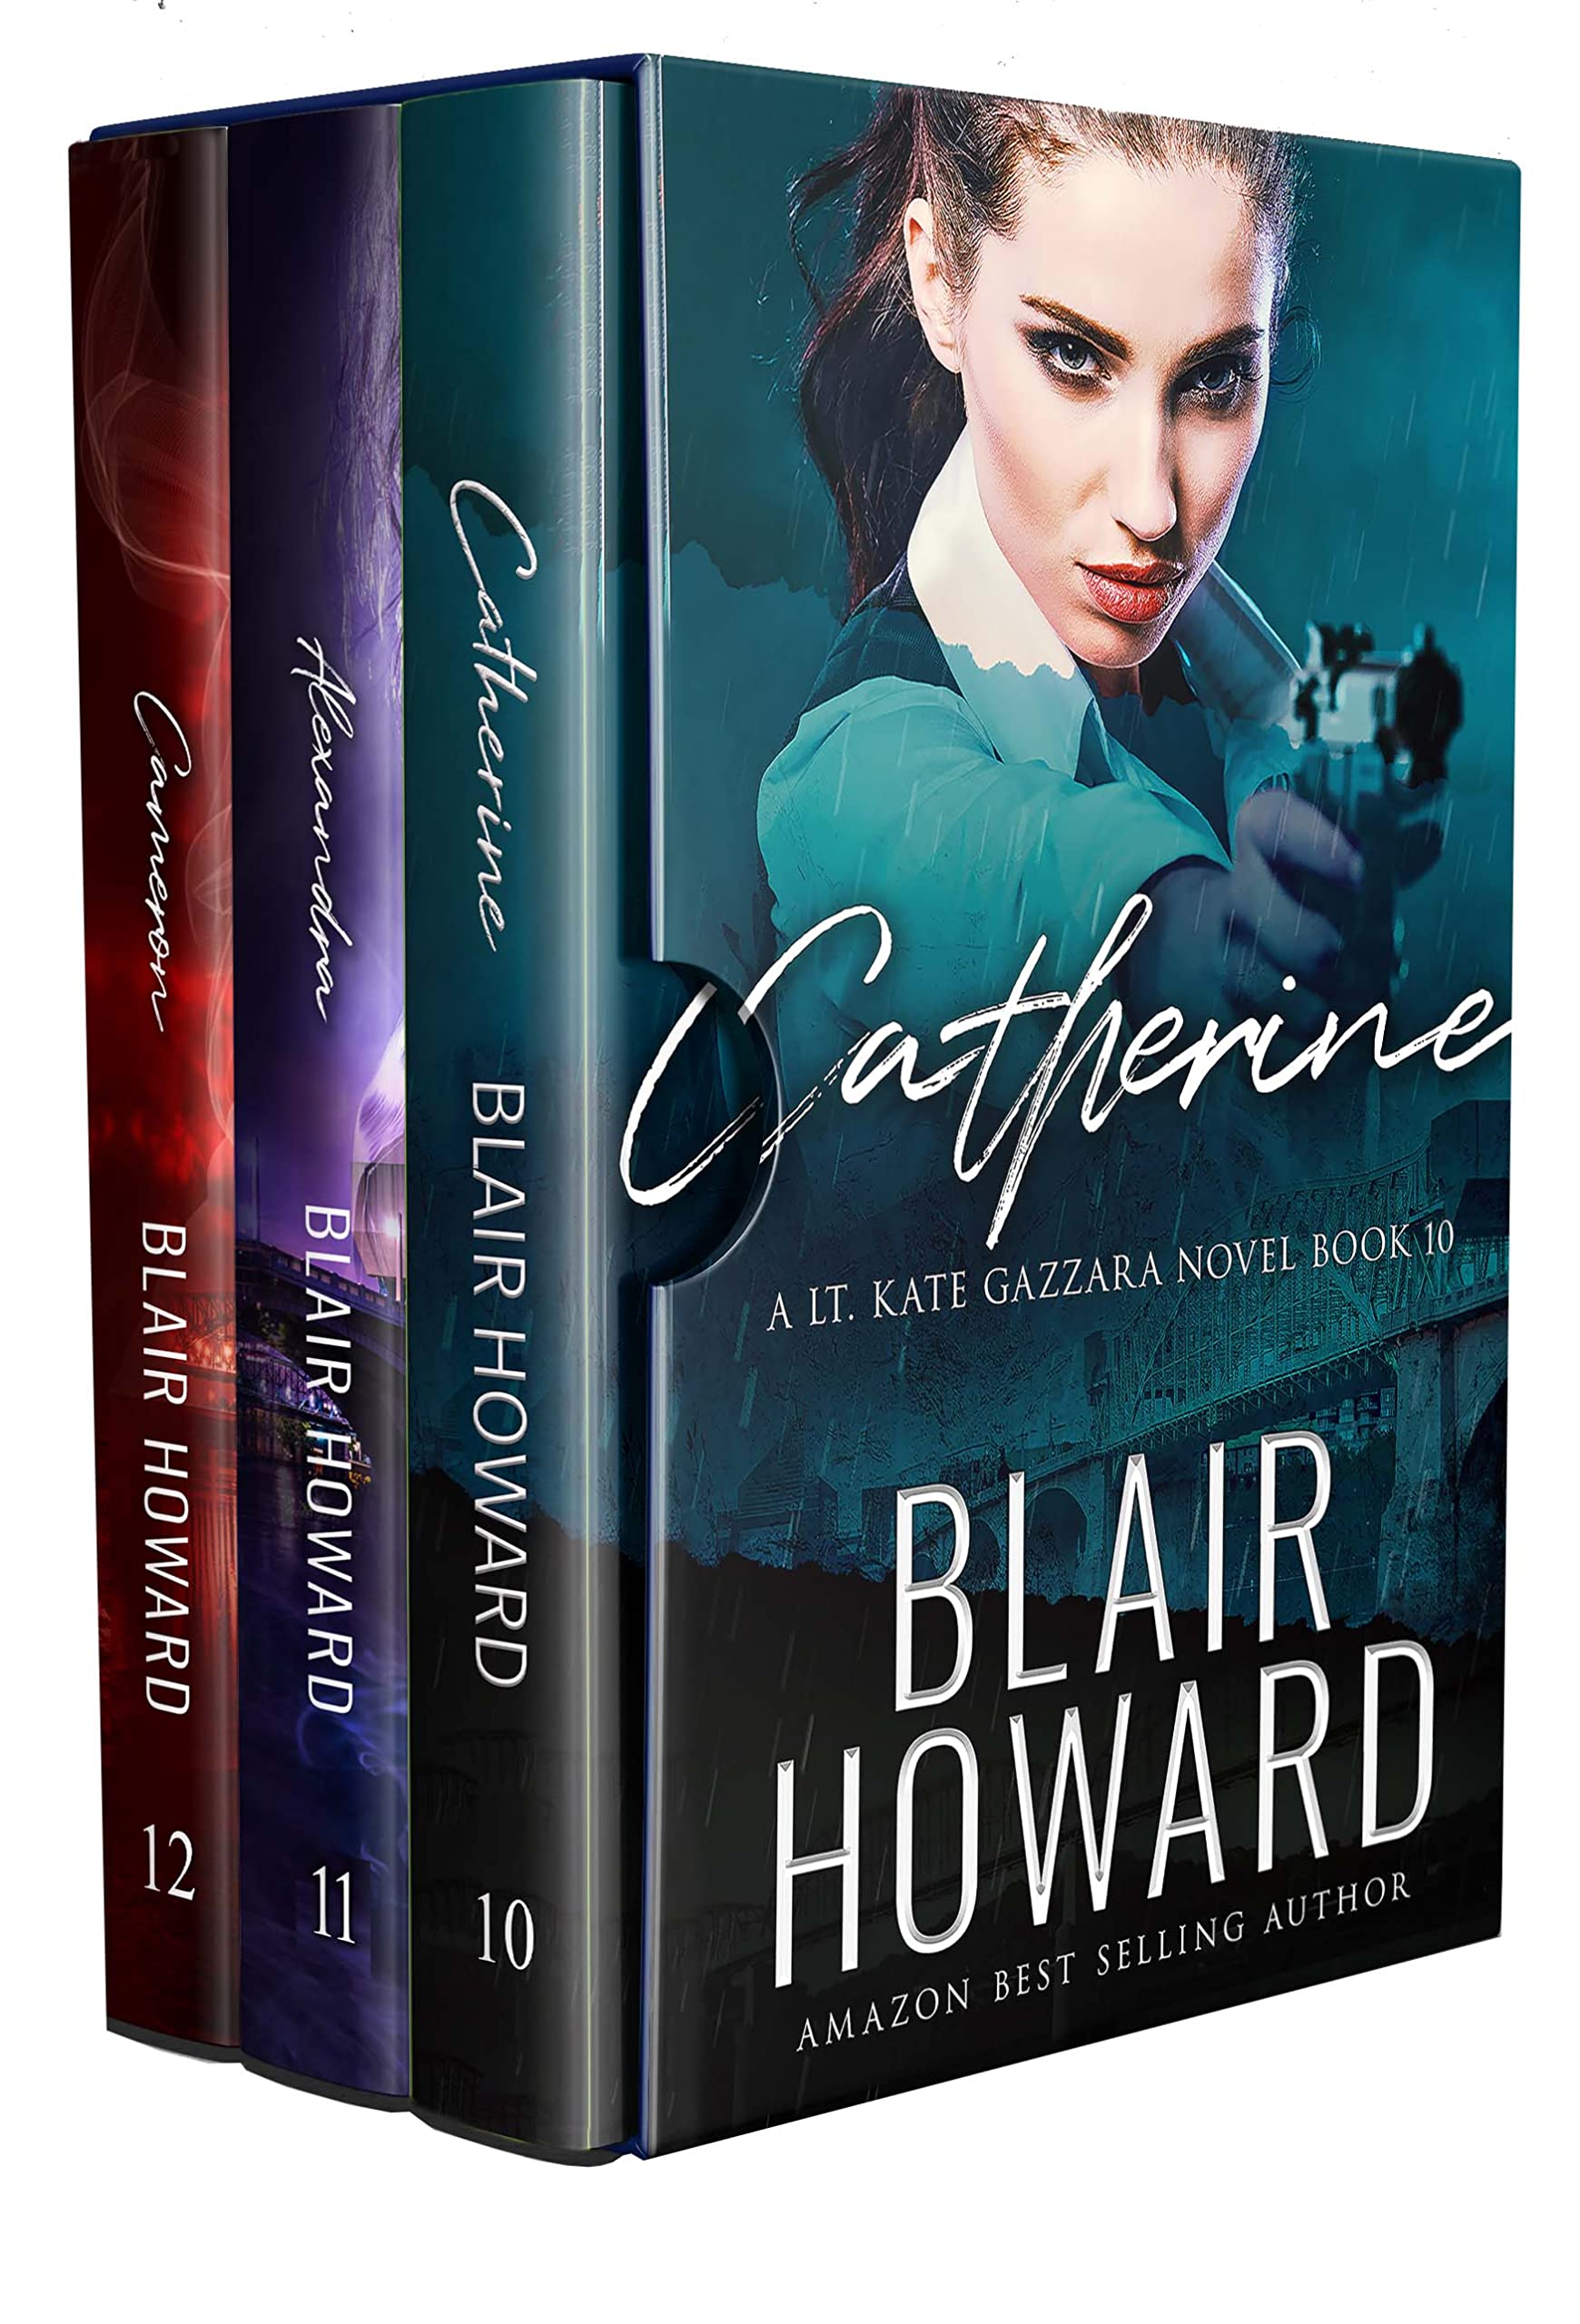 Cameron
BLAIR HOWARD
12
Alexandra
BLAIR HOWARD
11
Catherine
BLAIR HOWARD
10
Catherine
A LT. KATE GAZZARA NOVEL BOOK 10
BLAIR
HOWARD
AMAZON BEST SELLING AUTHOR